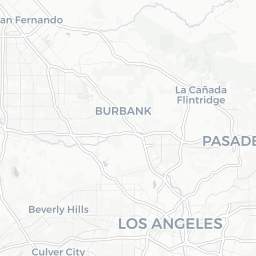 an Fernando
La Cañada
Flintridge
BURBANK
PASADE
Beverly Hills
LOS ANGELES
Culver City